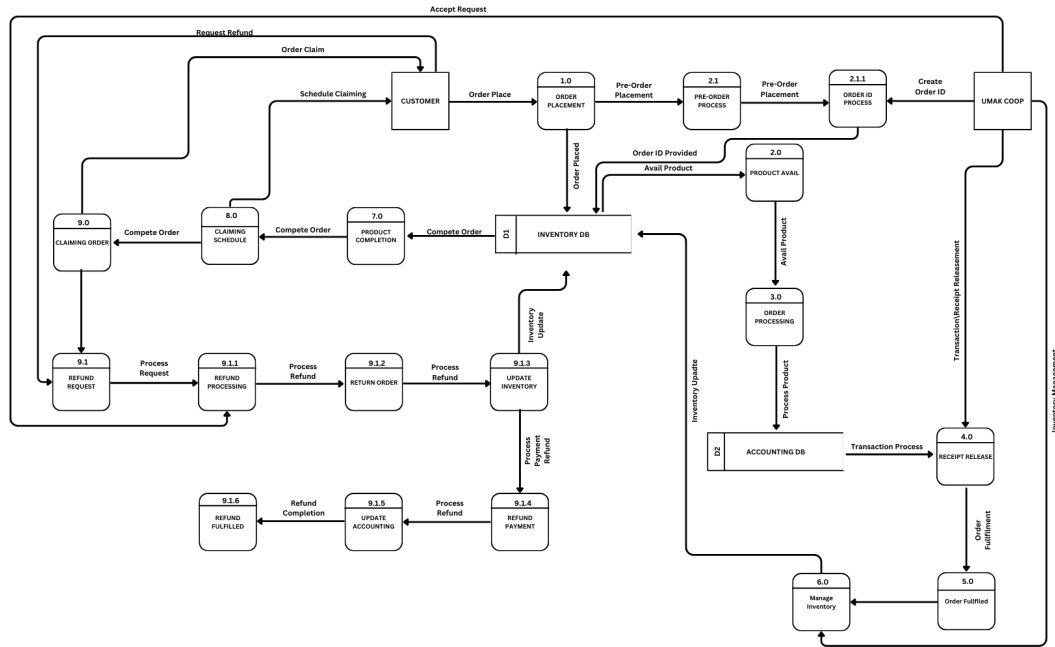 Accept Request
Request Refund
Order Claim
Schedule Claiming
CUSTOMER
Order Place
1.0
ORDER
PLACEMENT
Pre-Order
Placement
2.1
PRE-ORDER
PROCESS
Pre-Order
Placement
2.1.1
ORDER ID
PROCESS
Create
Order ID
UMAK COOP
Order Placed
Order ID Provided
Avail Product
2.0
PRODUCT AVAIL
9.0
CLAIMING ORDER
Compete Order
8.0
CLAIMING
SCHEDULE
Compete Order
7.0
PRODUCT
COMPLETION
Compete Order
D1
INVENTORY DB
Avail Product
Transaction\Receipt Releasement
3.0
ORDER
PROCESSING
Inventory
Update
9.1
REFUND
REQUEST
Process
Request
9.1.1
REFUND
PROCESSING
Process
Refund
9.1.2
RETURN ORDER
Process
Refund
9.1.3
UPDATE
INVENTORY
Inventory Upadte
Process Product
Inventory Management
Process
Payment
Refund
D2
ACCOUNTING DB
Transaction Process
4.0
RECEIPT RELEASE
9.1.6
REFUND
FULFILLED
Refund
Completion
9.1.5
UPDATE
ACCOUNTING
Process
Refund
9.1.4
REFUND
PAYMENT
Order
Fullfilment
6.0
Manage
Inventory
5.0
Order Fullfiled